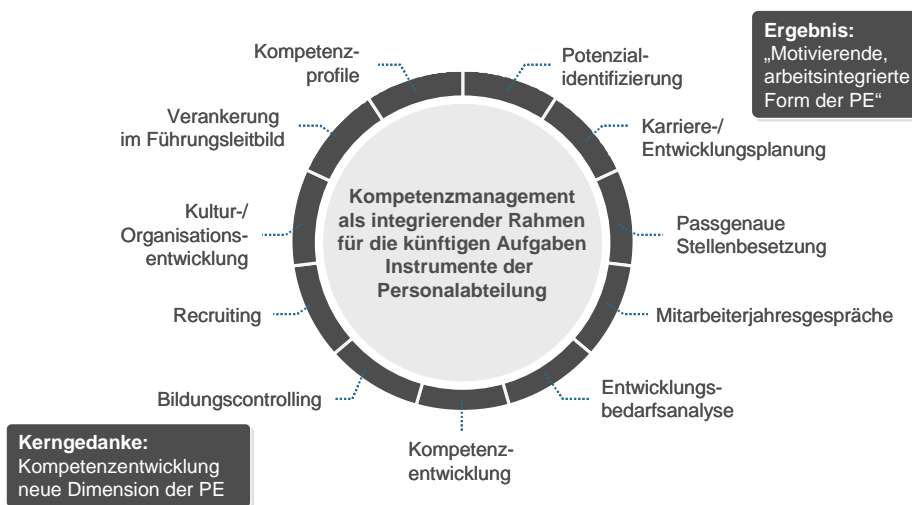 Ergebnis:
„Motivierende,
arbeitsintegrierte
Form der PE“
Kompetenz-
profile
Potenzial-
identifizierung
Verankerung
im Führungsleitbild
Karriere-/
Entwicklungsplanung
Kompetenzmanagement
als integrierender Rahmen
für die künftigen Aufgaben
Instrumente der
Personalabteilung
Kultur-/
Organisations-
entwicklung
Passgenaue
Stellenbesetzung
Recruiting
Mitarbeiterjahresgespräche
Bildungscontrolling
Entwicklungs-
bedarfsanalyse
Kompetenz-
entwicklung
Kerngedanke:
Kompetenzentwicklung
neue Dimension der PE